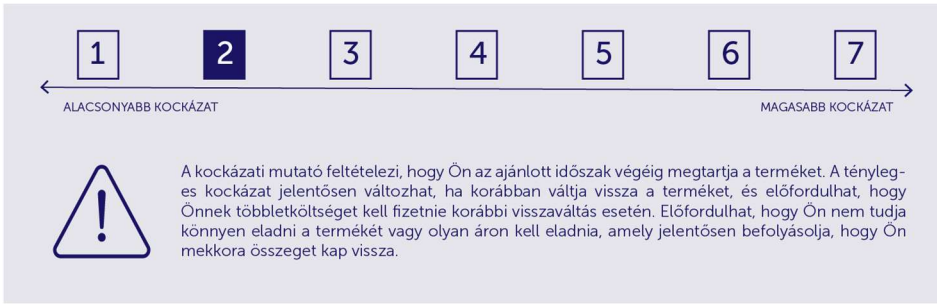 1 2 3 4 5 6 7
ALACSONYABB KOCKÁZAT MAGASABB KOCKÁZAT
A kockázati mutató feltételezi, hogy Ön az ajánlott időszak végéig megtartja a terméket. A tényleg-
es kockázat jelentősen változhat, ha korábban váltja vissza a terméket, és előfordulhat, hogy
Önnek többletköltséget kell fizetnie korábbi visszaváltás esetén. Előfordulhat, hogy Ön nem tudja
könnyen eladni a termékét vagy olyan áron kell eladnia, amely jelentősen befolyásolja, hogy Ön
mekkora összeget kap vissza.